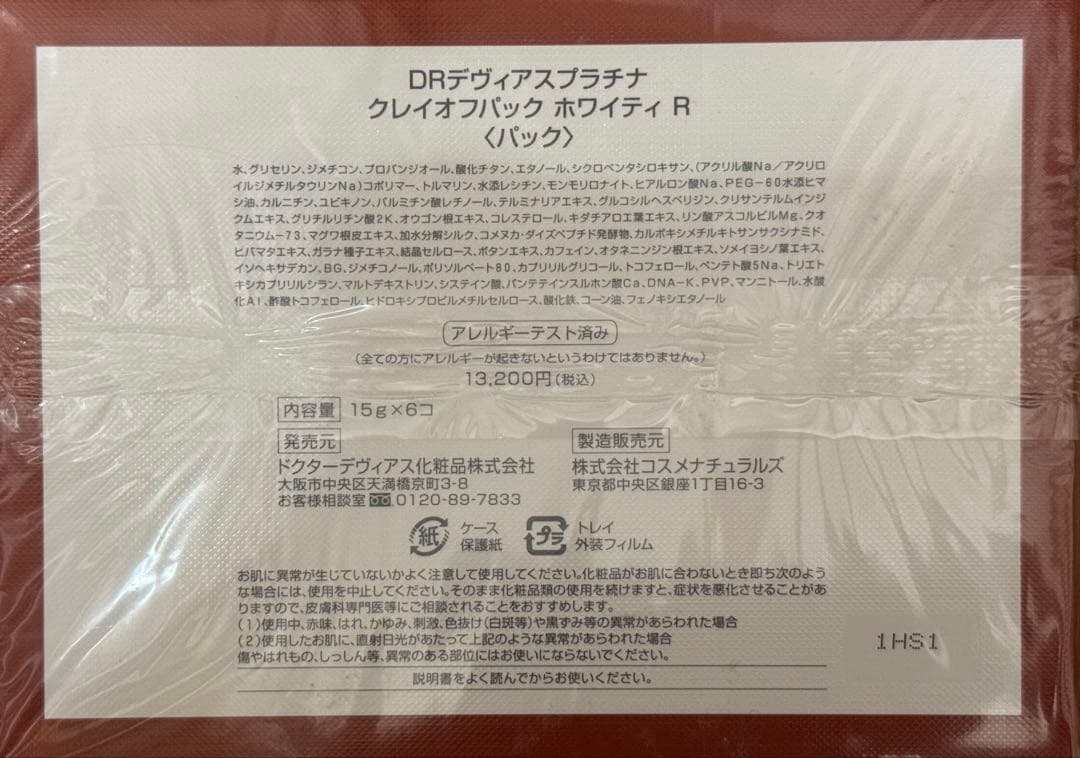 DRデヴィアスプラチナ
クレイオフパック ホワイティ R
〈パック〉
水、グリセリン、ジメチコン、プロパンジオール、酸化チタン、エタノール、シクロペンタシロキサン、(アクリル酸Na/アクリロ
イルジメチルタウリンNa)コポリマー、トルマリン、水添レシチン、モンモリロナイト、ヒアルロン酸Na、PEG-60水添ヒマ
シ油、カルニチン、ユビキノン、パルミチン酸レチノール、テルミナリアエキス、グルコシルヘスペリジン、クリサンテルムインジ
クムエキス、グリチルリチン酸2K、オウゴン根エキス、コレステロール、キダチアロエ葉エキス、リン酸アスコルビルMg、クオ
タニウム-73、マグワ根皮エキス、加水分解シルク、コメヌカ・ダイズペプチド発酵物、カルボキシメチルキトサンサクシナミド、
ヒバマタエキス、ガラナ種子エキス、結晶セルロース、ボタンエキス、カフェイン、オタネニンジン根エキス、ソメイヨシノ葉エキス、
イソヘキサデカン、BG、ジメチコノール、ポリソルベート80、カプリリルグリコール、トコフェロール、ペンテト酸5Na、トリエト
キシカプリリルシラン、マルトデキストリン、システイン酸、パンテテインスルホン酸Ca、DNA-K、PVP、マンニトール、水酸
化Al、酢酸トコフェロール、ヒドロキシプロピルメチルセルロース、酸化鉄、コーン油、フェノキシエタノール
アレルギーテスト済み
(全ての方にアレルギーが起きないというわけではありません。)
13,200円(税込)
内容量 15g×6コ
発売元
ドクターデヴィアス化粧品株式会社
大阪市中央区天満橋京町3-8
お客様相談室 0120-89-7833
製造販売元
株式会社コスメナチュラルズ
東京都中央区銀座1丁目16-3
紙 ケース
保護紙
プラ トレイ
外装フィルム
お肌に異常が生じていないかよく注意して使用してください。化粧品がお肌に合わないとき即ち次のよう
な場合には、使用を中止してください。そのまま化粧品類の使用を続けますと、症状を悪化させることがあ
りますので、皮膚科専門医等にご相談されることをおすすめします。
(1)使用中、赤味、はれ、かゆみ、刺激、色抜け(白斑等)や黒ずみ等の異常があらわれた場合
(2)使用したお肌に、直射日光があたって上記のような異常があらわれた場合
傷やはれもの、しっしん等、異常のある部位にはお使いにならないでください。
説明書をよく読んでからお使いください。
1HS1